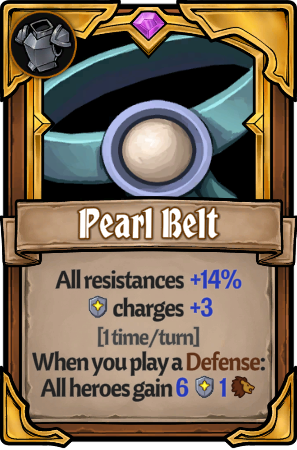 Pearl Belt
All resistances +14%
charges +3
[1 time/turn]
When you play a Defense:
All heroes gain 6 1